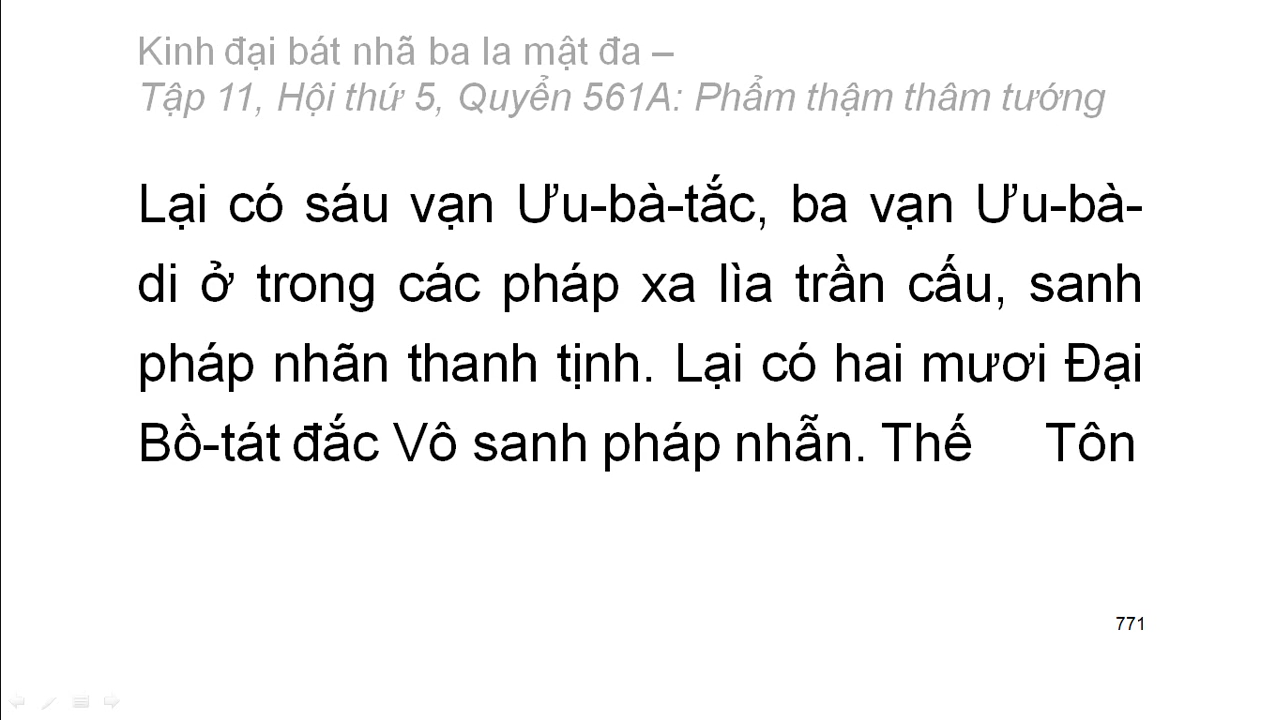 Kinh đại bát nhã ba la mật đa –
Tập 11, Hội thứ 5, Quyển 561A: Phẩm thậm thâm tướng
Lại có sáu vạn Ưu-bà-tắc, ba vạn Ưu-bà-
di ở trong các pháp xa lìa trần cấu, sanh
pháp nhãn thanh tịnh. Lại có hai mươi Đại
Bồ-tát đắc Vô sanh pháp nhẫn. Thế Tôn
771